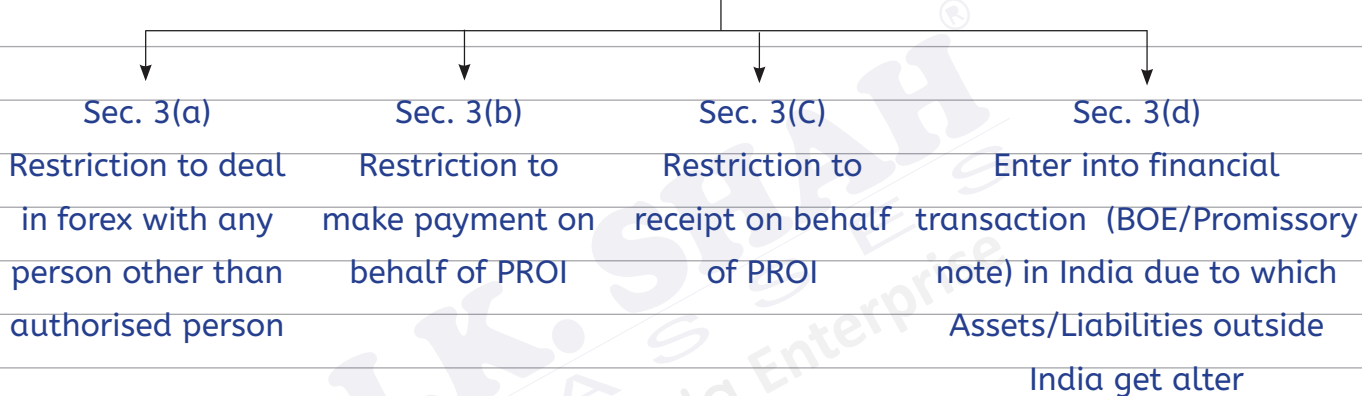 Sec. 3(a)
Restriction to deal
in forex with any
person other than
authorised person
Sec. 3(b)
Restriction to
make payment on
behalf of PROI
Sec. 3(C)
Restriction to
receipt on behalf
of PROI
Sec. 3(d)
Enter into financial
transaction (BOE/Promissory
note) in India due to which
Assets/Liabilities outside
India get alter
K. SHAH
®
Enterprise